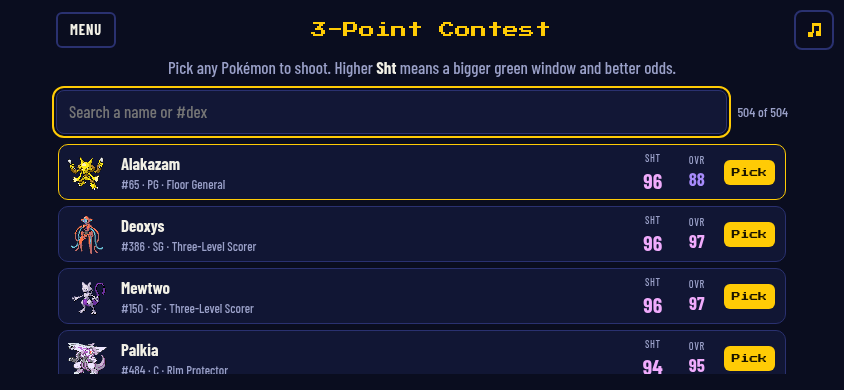 MENU
3-Point Contest
Pick any Pokémon to shoot. Higher Sht means a bigger green window and better odds.
Search a name or #dex
504 of 504
Alakazam
#65 · PG · Floor General
SHT
96
OVR
88
Pick
Deoxys
#386 · SG · Three-Level Scorer
SHT
96
OVR
97
Pick
Mewtwo
#150 · SF · Three-Level Scorer
SHT
96
OVR
97
Pick
Palkia
#484 · C · Rim Protector
SHT
94
OVR
95
Pick